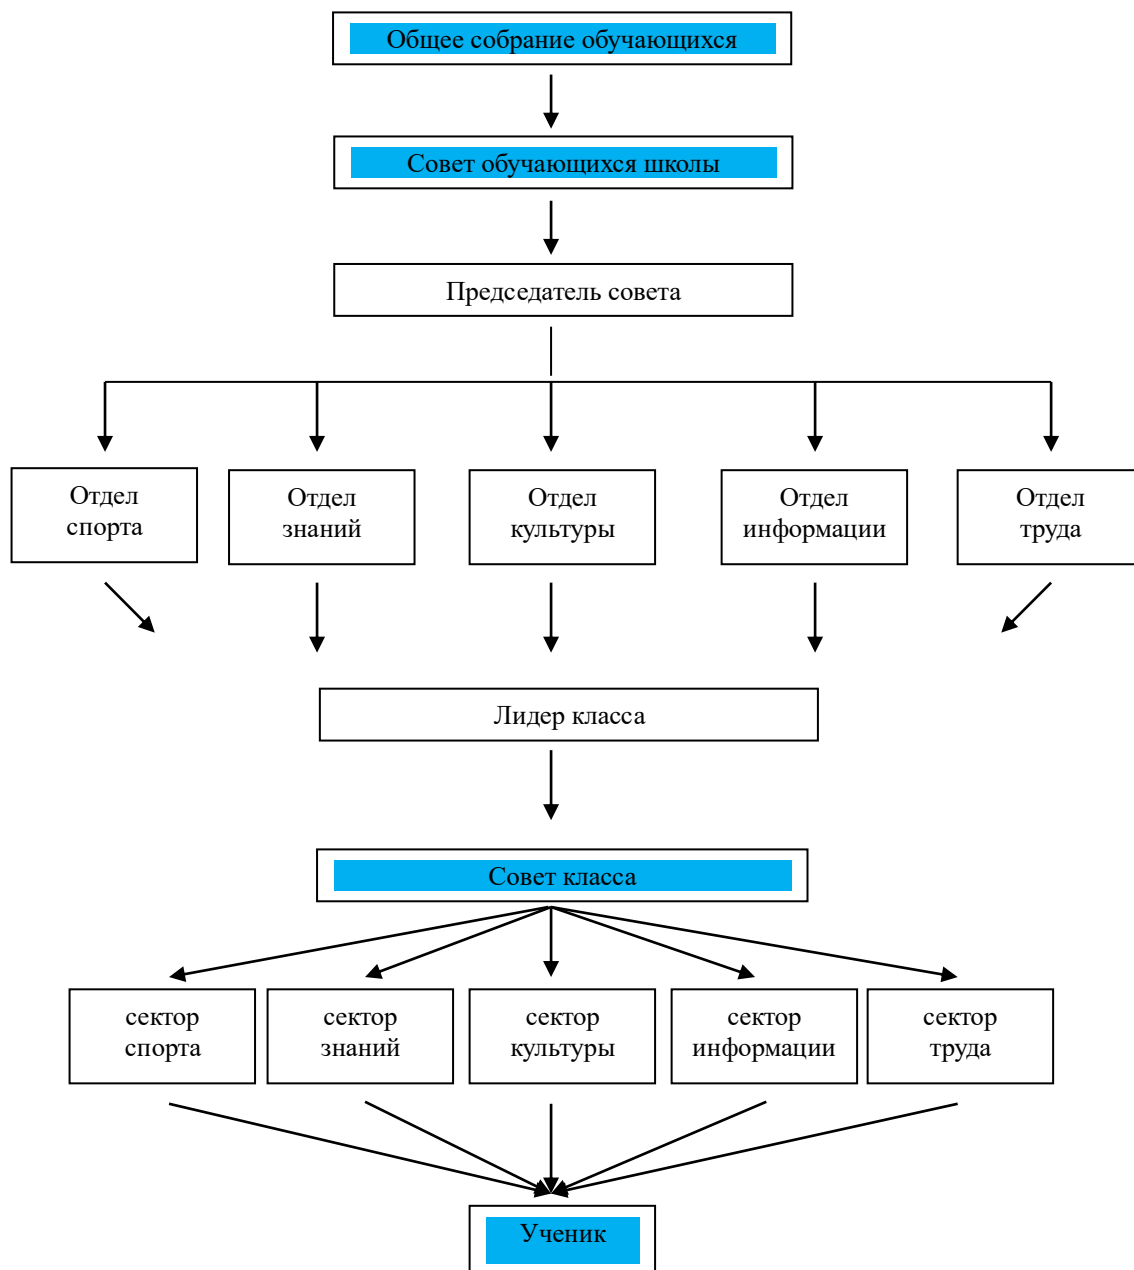 Общее собрание обучающихся
Совет обучающихся школы
Председатель совета
Отдел
спорта
Отдел
знаний
Отдел
культуры
Отдел
информации
Отдел
труда
Лидер класса
Совет класса
сектор
спорта
сектор
знаний
сектор
культуры
сектор
информации
сектор
труда
Ученик